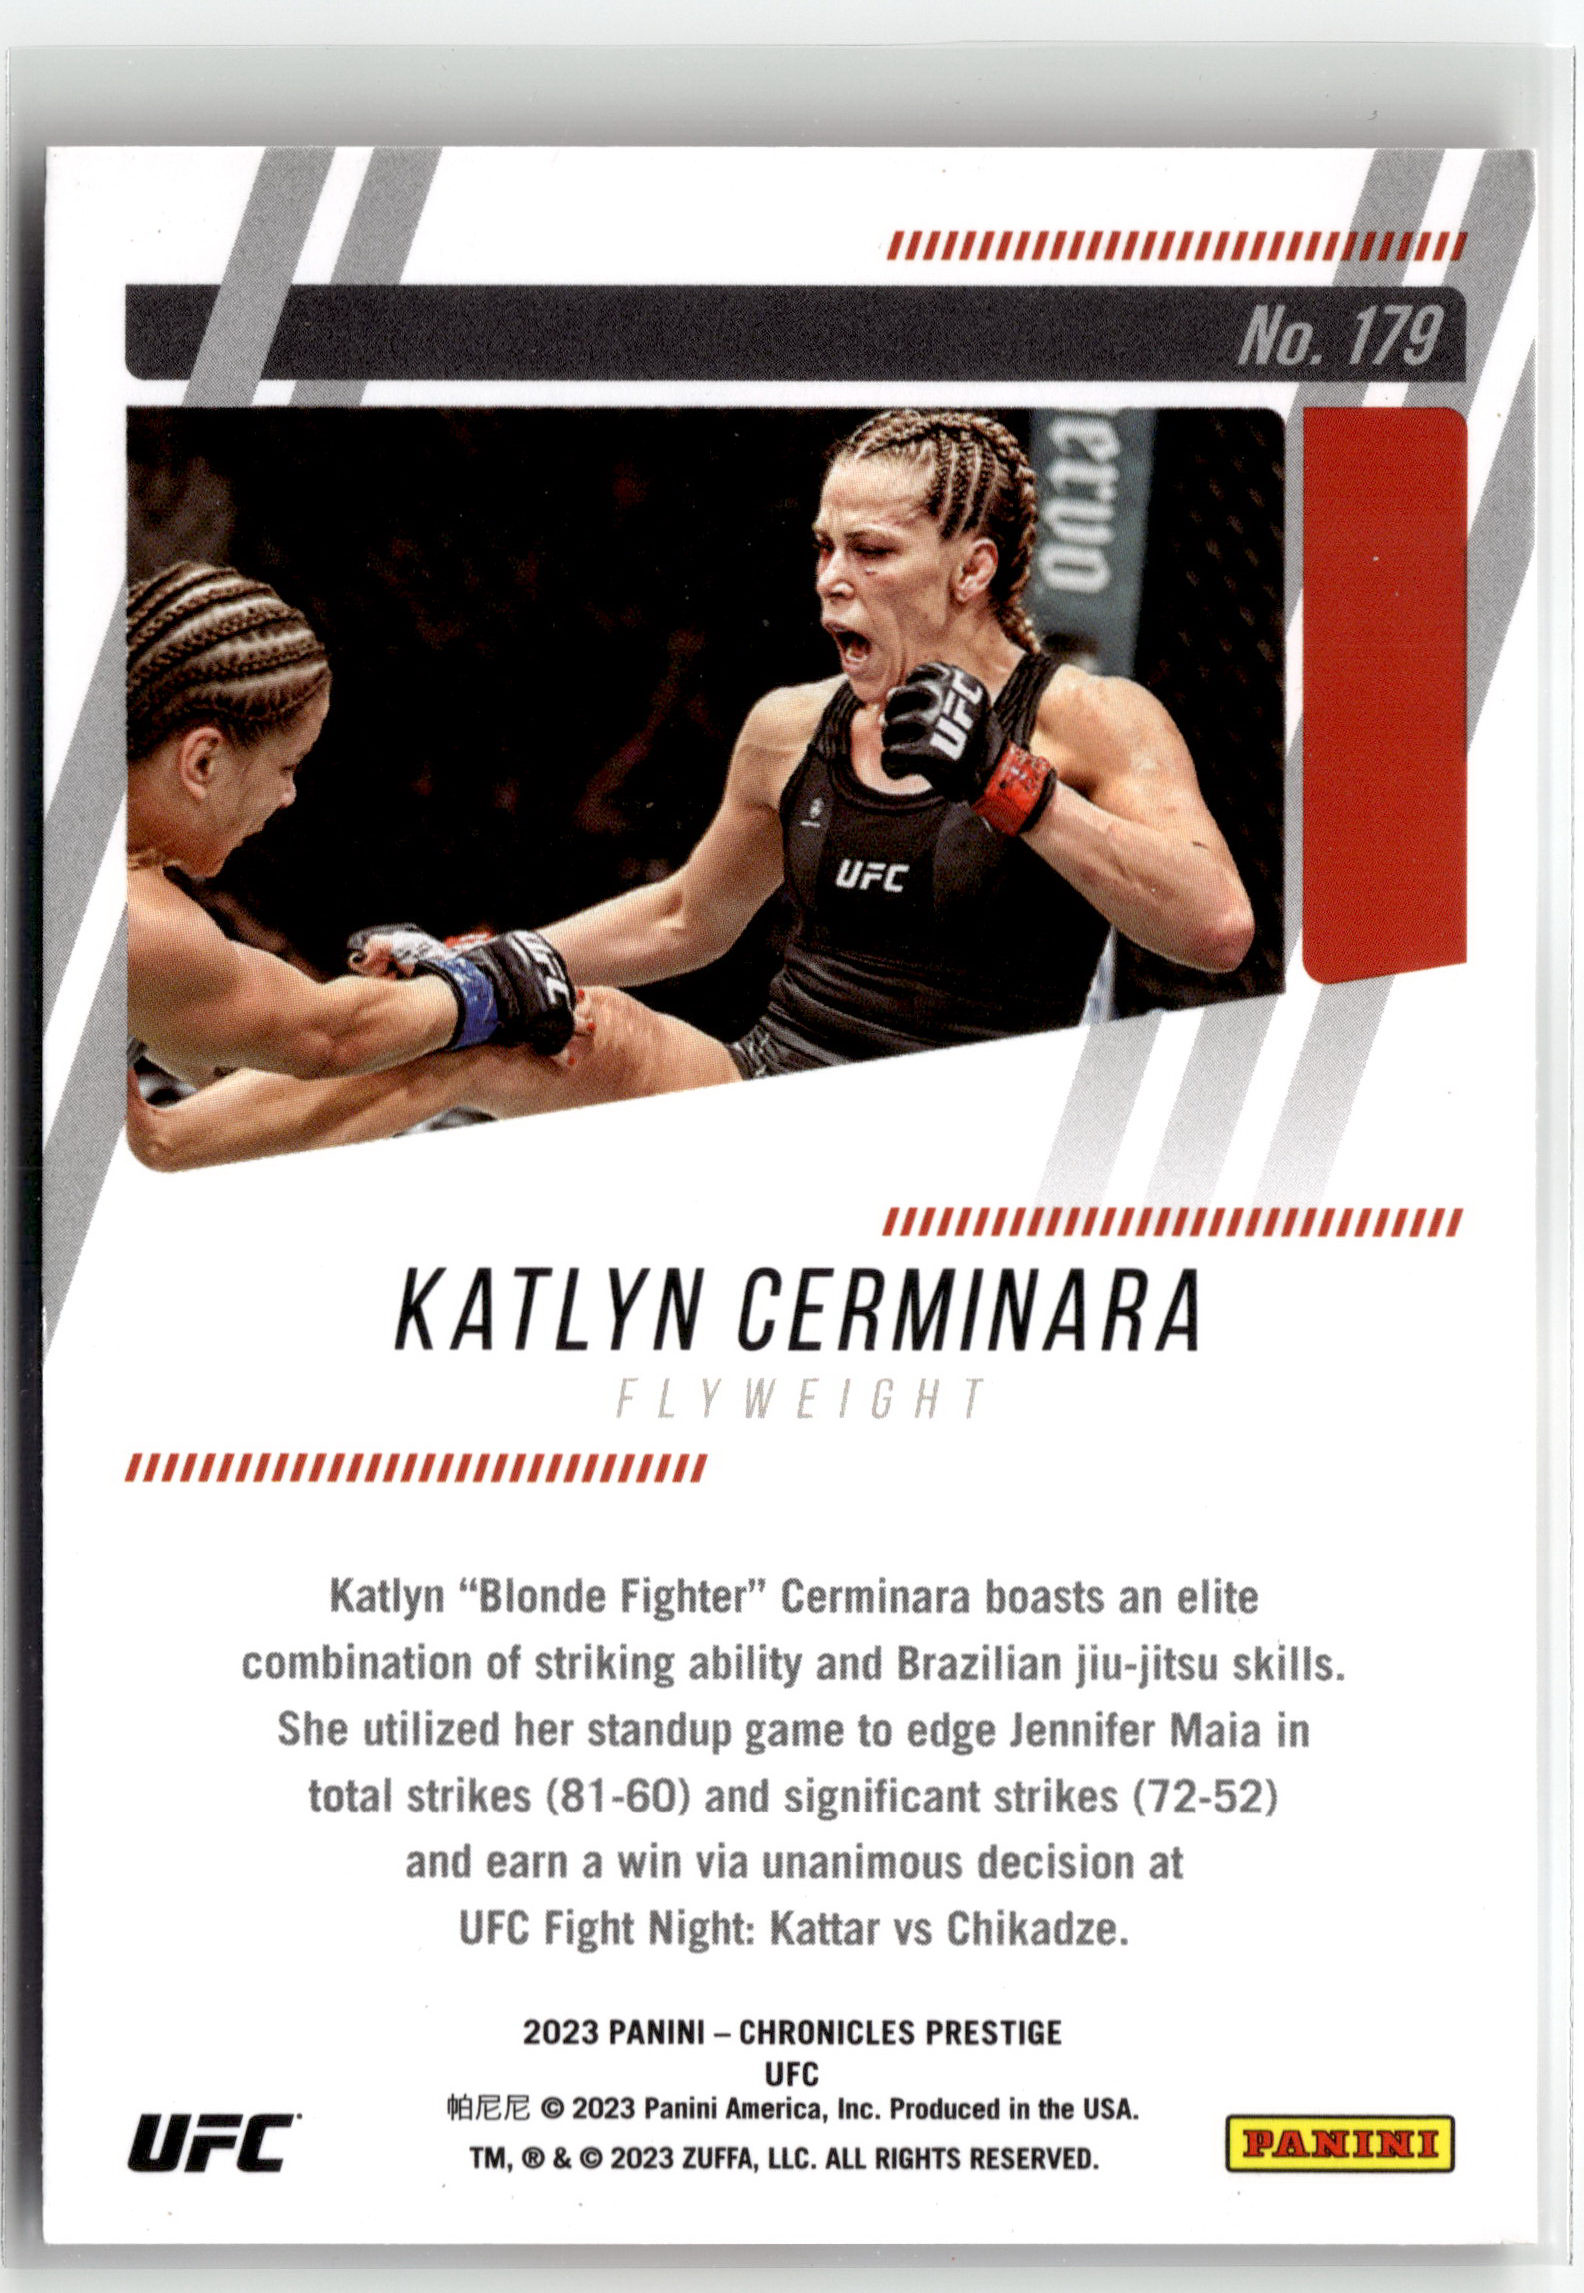 No. 179
eruo
UFC
UFC
UFC
KATLYN CERMINARA
FLYWEIGHT
Katlyn “Blonde Fighter” Cerminara boasts an elite
combination of striking ability and Brazilian jiu-jitsu skills.
She utilized her standup game to edge Jennifer Maia in
total strikes (81-60) and significant strikes (72-52)
and earn a win via unanimous decision at
UFC Fight Night: Kattar vs Chikadze.
2023 PANINI – CHRONICLES PRESTIGE
UFC
帕尼尼 © 2023 Panini America, Inc. Produced in the USA.
TM, ® & © 2023 ZUFFA, LLC. ALL RIGHTS RESERVED.
UFC
PANINI